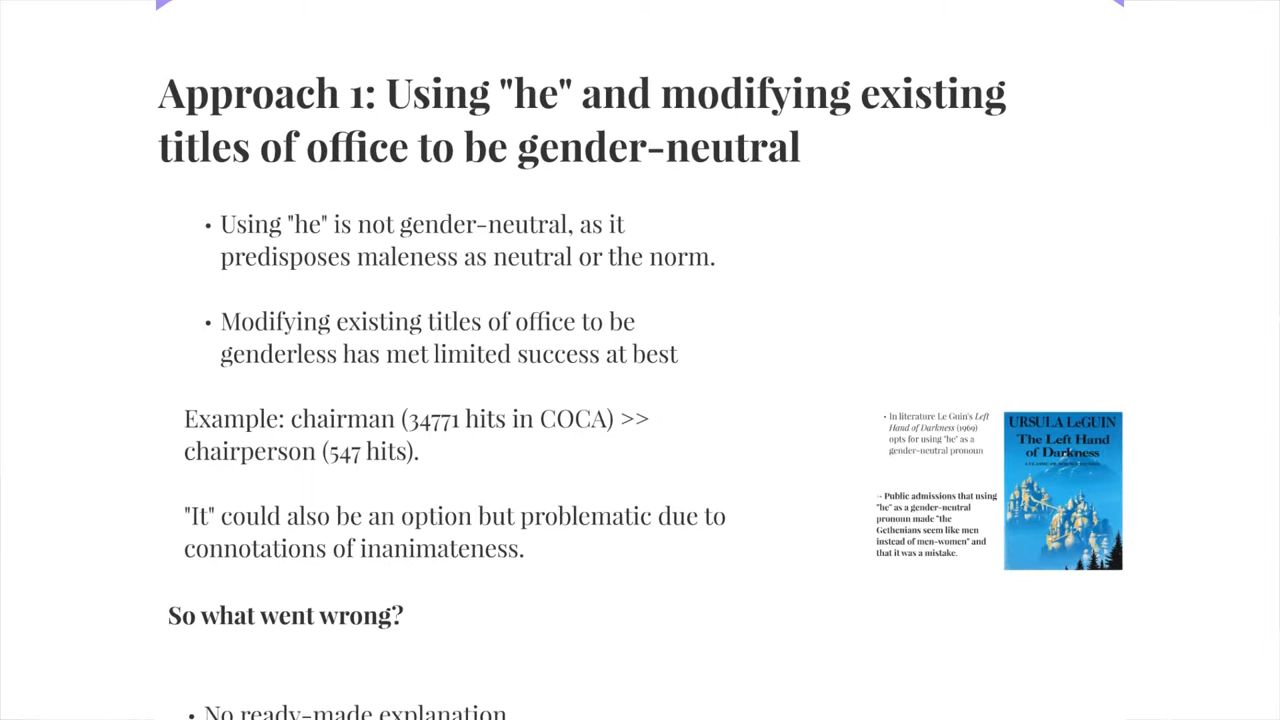 Approach 1: Using "he" and modifying existing
titles of office to be gender-neutral
• Using "he" is not gender-neutral, as it
predisposes maleness as neutral or the norm.
• Modifying existing titles of office to be
genderless has met limited success at best
Example: chairman (34771 hits in COCA) >>
chairperson (547 hits).
"It" could also be an option but problematic due to
connotations of inanimateness.
So what went wrong?
• No ready-made explanation
• In literature Le Guin's Left
Hand of Darkness (1969)
opts for using "he" as a
gender-neutral pronoun
Public admissions that using
"he" as a gender-neutral
pronoun made "the
Gethenians seem like men
instead of men-women" and
that it was a mistake.
URSULA LeGUIN
The Left Hand
of Darkness